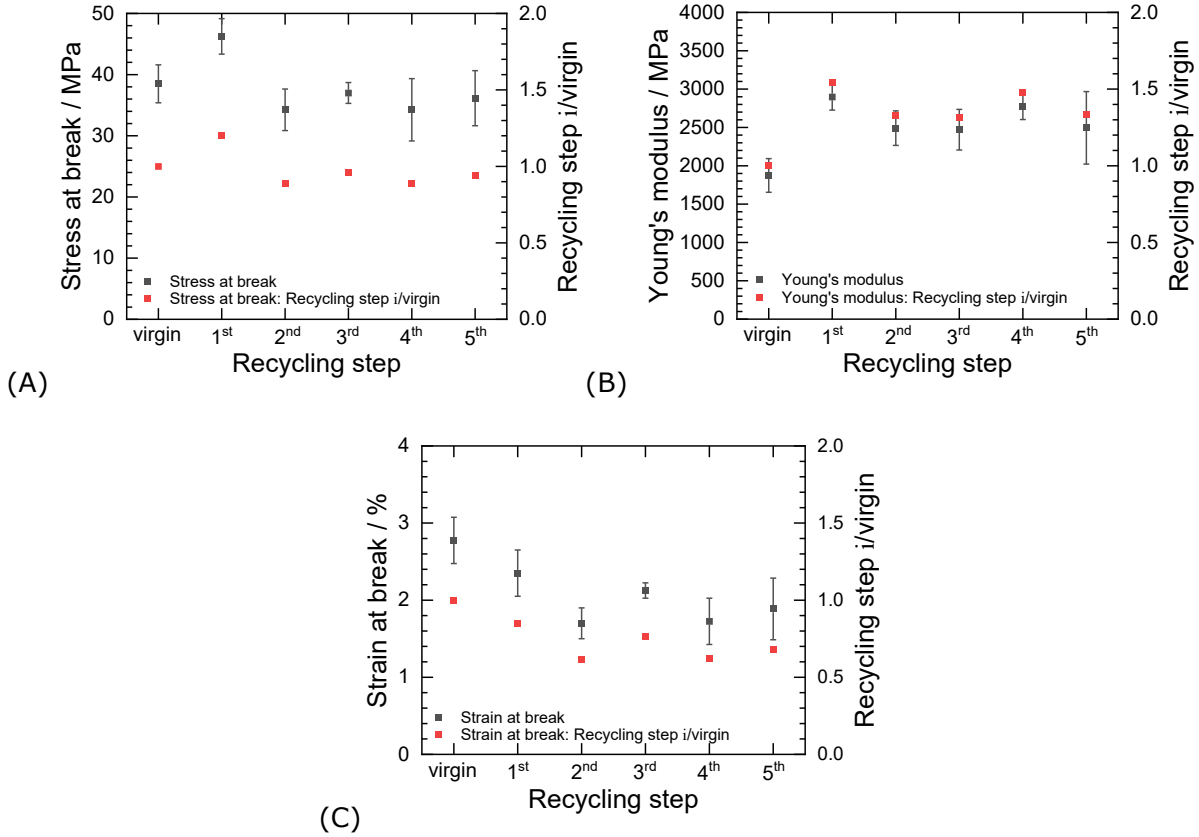 50
40
30
20
10
0
Stress at break / MPa
2.0
1.5
1.0
0.5
0.0
Recycling step i/virgin
Stress at break
Stress at break: Recycling step i/virgin
virgin 1st 2nd 3rd 4th 5th
Recycling step
(A)
4000
3500
3000
2500
2000
1500
1000
500
0
Young's modulus / MPa
2.0
1.5
1.0
0.5
0.0
Recycling step i/virgin
Young's modulus
Young's modulus: Recycling step i/virgin
virgin 1st 2nd 3rd 4th 5th
Recycling step
(B)
4
3
2
1
0
Strain at break / %
2.0
1.5
1.0
0.5
0.0
Recycling step i/virgin
Strain at break
Strain at break: Recycling step i/virgin
virgin 1st 2nd 3rd 4th 5th
Recycling step
(C)